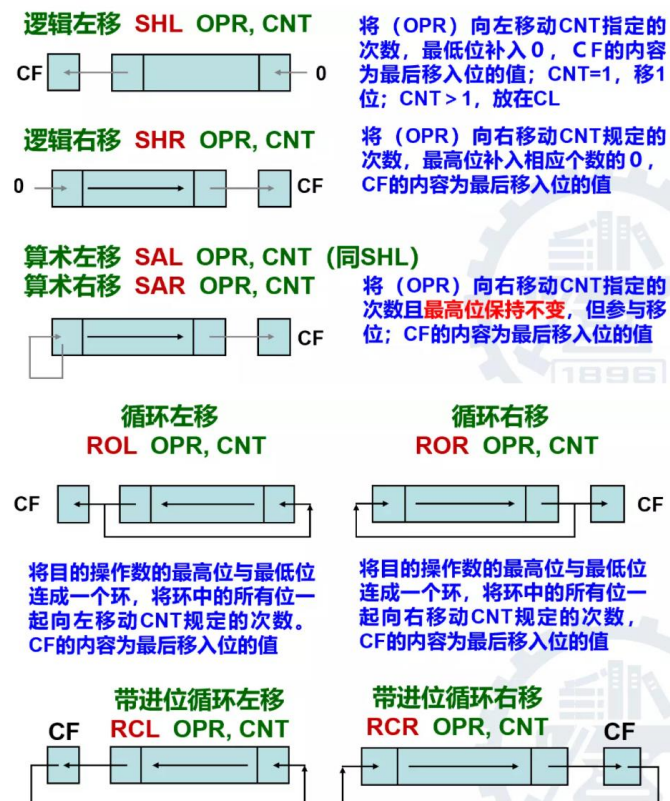 逻辑左移 SHL OPR, CNT
CF
0
将（OPR）向左移动CNT指定的
次数，最低位补入0，CF的内容
为最后移入位的值；CNT=1，移1
位；CNT＞1，放在CL
逻辑右移 SHR OPR, CNT
0
CF
将（OPR）向右移动CNT规定的
次数，最高位补入相应个数的0，
CF的内容为最后移入位的值
算术左移 SAL OPR, CNT（同SHL）
算术右移 SAR OPR, CNT
CF
将（OPR）向右移动CNT指定的
次数且最高位保持不变，但参与移
位；CF的内容为最后移入位的值
1896
循环左移
ROL OPR, CNT
CF
将目的操作数的最高位与最低位
连成一个环，将环中的所有位一
起向左移动CNT规定的次数。
CF的内容为最后移入位的值
循环右移
ROR OPR, CNT
CF
将目的操作数的最高位与最低位
连成一个环，将环中的所有位一
起向右移动CNT规定的次数，
CF的内容为最后移入位的值
带进位循环左移
CF RCL OPR, CNT
带进位循环右移
RCR OPR, CNT CF